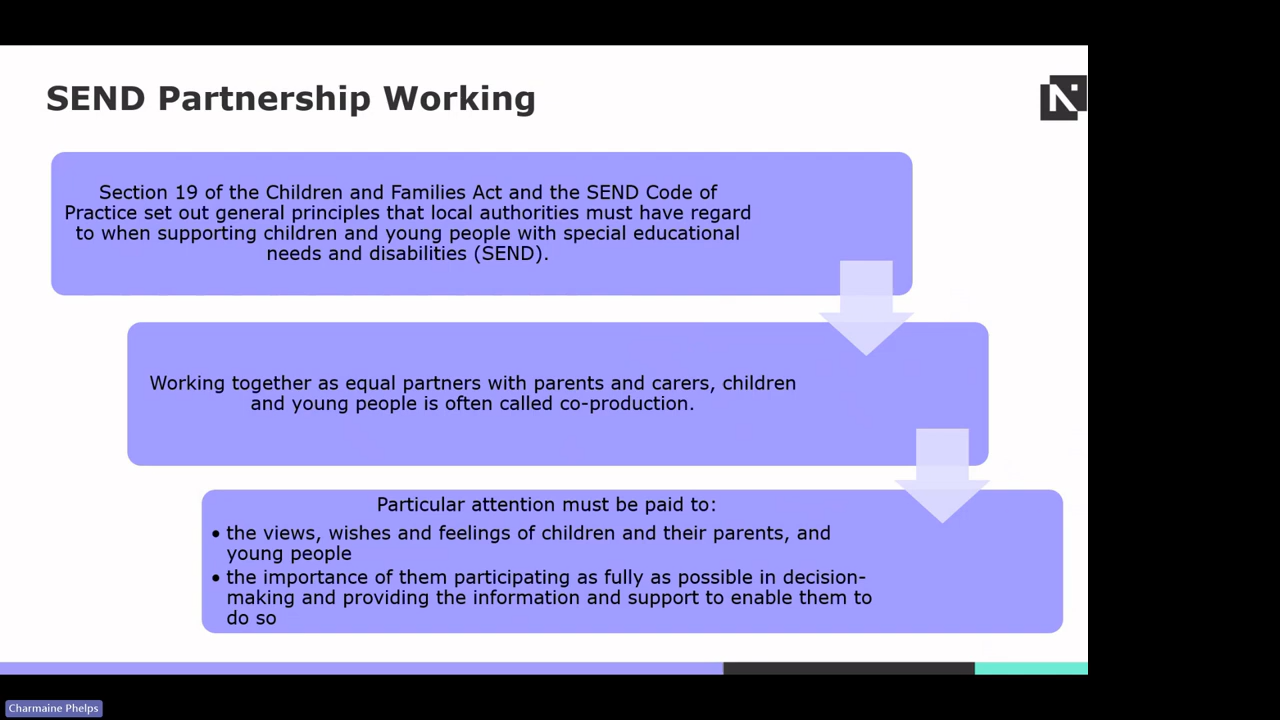 SEND Partnership Working
Section 19 of the Children and Families Act and the SEND Code of
Practice set out general principles that local authorities must have regard
to when supporting children and young people with special educational
needs and disabilities (SEND).
Working together as equal partners with parents and carers, children
and young people is often called co-production.
Particular attention must be paid to:
• the views, wishes and feelings of children and their parents, and
young people
• the importance of them participating as fully as possible in decision-
making and providing the information and support to enable them to
do so
Charmaine Phelps